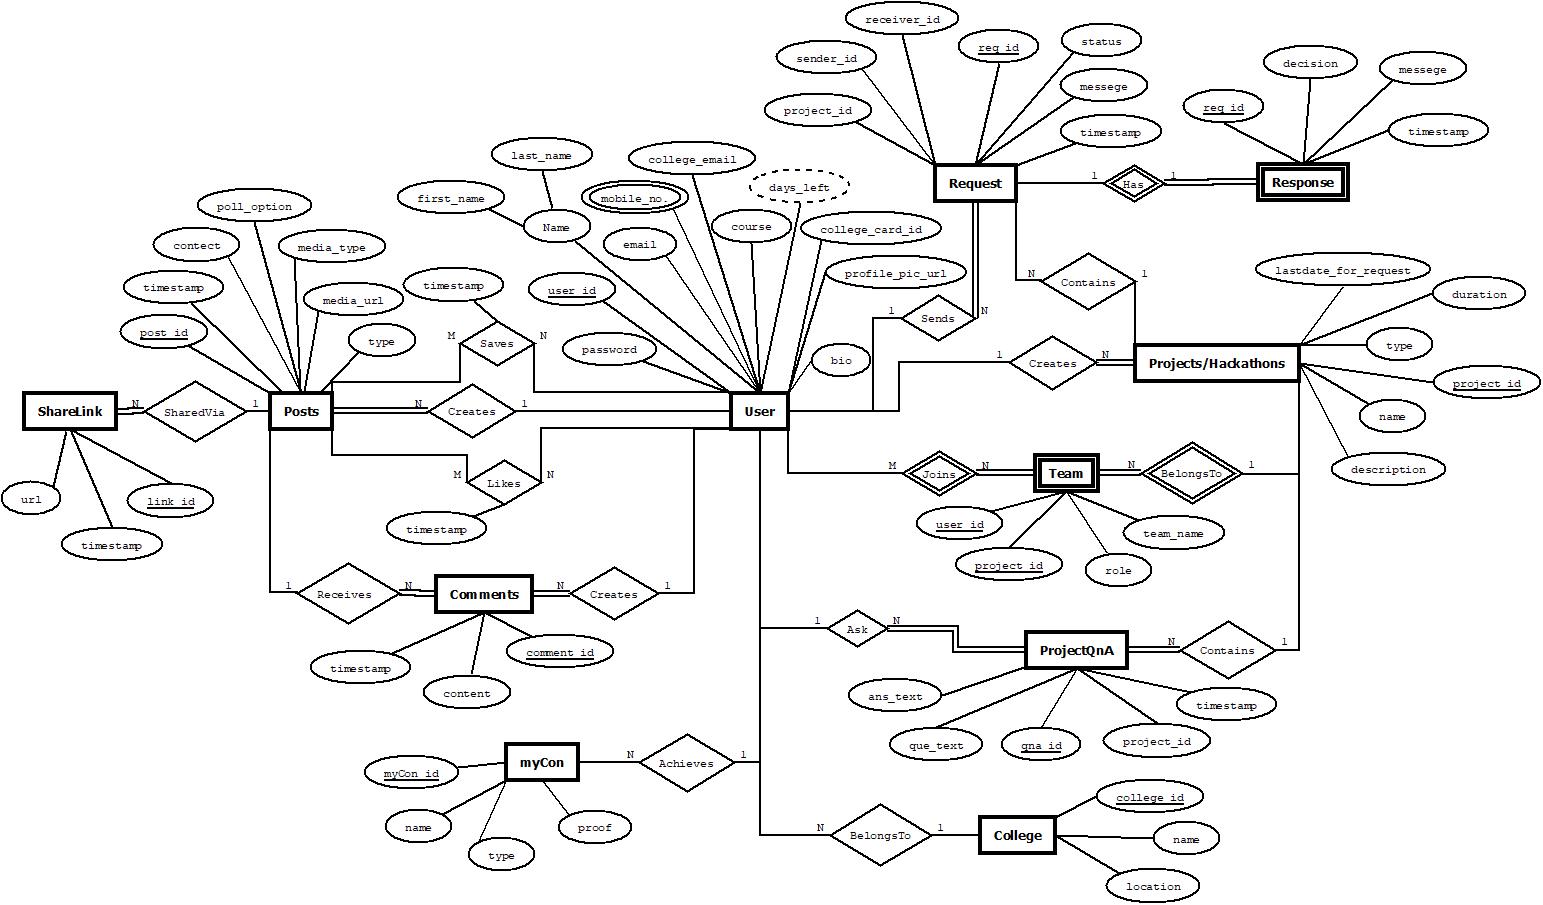 receiver_id
req_id
status
sender_id
decision
messege
messege
project_id
req_id
timestamp
timestamp
last_name
college_email
Request
1
Has
1
Response
first_name
mobile_no.
days_left
poll_option
Name
course
college_card_id
contect
media_type
email
lastdate_for_request
timestamp
timestamp
user_id
profile_pic_url
N
Contains
1
duration
media_url
1
Sends
N
post_id
M
Saves
N
type
type
password
bio
1
Creates
N
Projects/Hackathons
project_id
ShareLink
N
SharedVia
1
Posts
N
Creates
1
User
name
M
Joins
N
Team
N
BelongsTo
1
description
M
Likes
N
url
link_id
timestamp
user_id
team_name
timestamp
project_id
role
1
Receives
N
Comments
N
Creates
1
1
Ask
N
ProjectQnA
N
Contains
1
timestamp
comment_id
content
ans_text
timestamp
que_text
qna_id
project_id
myCon_id
myCon
N
Achieves
1
name
proof
type
college_id
N
BelongsTo
1
College
name
location